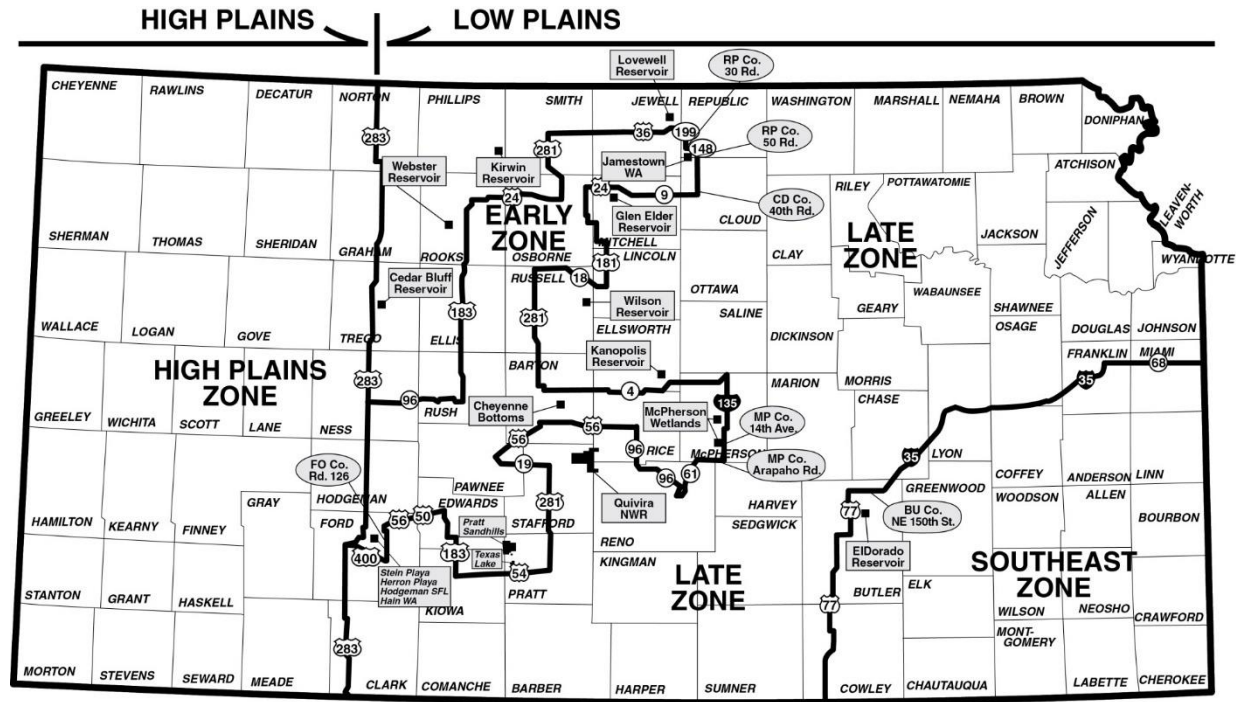 HIGH PLAINS
LOW PLAINS
Lovewell
Reservoir
RP Co.
30 Rd.
CHEYENNE
RAWLINS
DECATUR
NORTON
PHILLIPS
SMITH
JEWELL
REPUBLIC
WASHINGTON
MARSHALL
NEMAHA
BROWN
DONIPHAN
283
36
199
148
RP Co.
50 Rd.
281
Webster
Reservoir
Kirwin
Reservoir
Jamestown
WA
ATCHISON
24
24
9
RILEY
POTTAWATOMIE
JEFFERSON
LEAVEN-
WORTH
EARLY
ZONE
Glen Elder
Reservoir
CLOUD
CD Co.
40th Rd.
LATE
ZONE
JACKSON
SHERMAN
THOMAS
SHERIDAN
GRAHAM
ROOKS
OSBORNE
MITCHELL
LINCOLN
CLAY
WYANDOTTE
RUSSELL
181
18
Cedar Bluff
Reservoir
OTTAWA
WABAUNSEE
183
281
Wilson
Reservoir
SALINE
GEARY
SHAWNEE
WALLACE
LOGAN
GOVE
TREGO
ELLIS
ELLSWORTH
DICKINSON
OSAGE
DOUGLAS
JOHNSON
HIGH PLAINS
ZONE
BARTON
Kanopolis
Reservoir
FRANKLIN
MIAMI
68
283
MARION
MORRIS
35
96
4
135
CHASE
GREELEY
WICHITA
SCOTT
LANE
NESS
RUSH
Cheyenne
Bottoms
McPherson
Wetlands
MP Co.
14th Ave.
56
56
96
RICE
McPHERSON
35
LYON
FO Co.
Rd. 126
19
96
61
MP Co.
Arapaho Rd.
COFFEY
ANDERSON
LINN
PAWNEE
GREENWOOD
GRAY
HODGEMAN
EDWARDS
281
Quivira
NWR
HARVEY
WOODSON
ALLEN
HAMILTON
KEARNY
FINNEY
FORD
56
50
Pratt
Sandhills
STAFFORD
SEDGWICK
77
BU Co.
NE 150th St.
BOURBON
RENO
400
183
Texas
Lake
KINGMAN
ElDorado
Reservoir
SOUTHEAST
ZONE
Stein Playa
Herron Playa
Hodgeman SFL
Hain WA
54
LATE
ZONE
STANTON
GRANT
HASKELL
KIOWA
PRATT
BUTLER
ELK
77
WILSON
NEOSHO
CRAWFORD
MONT-
GOMERY
283
MORTON
STEVENS
SEWARD
MEADE
CLARK
COMANCHE
BARBER
HARPER
SUMNER
COWLEY
CHAUTAUQUA
LABETTE
CHEROKEE